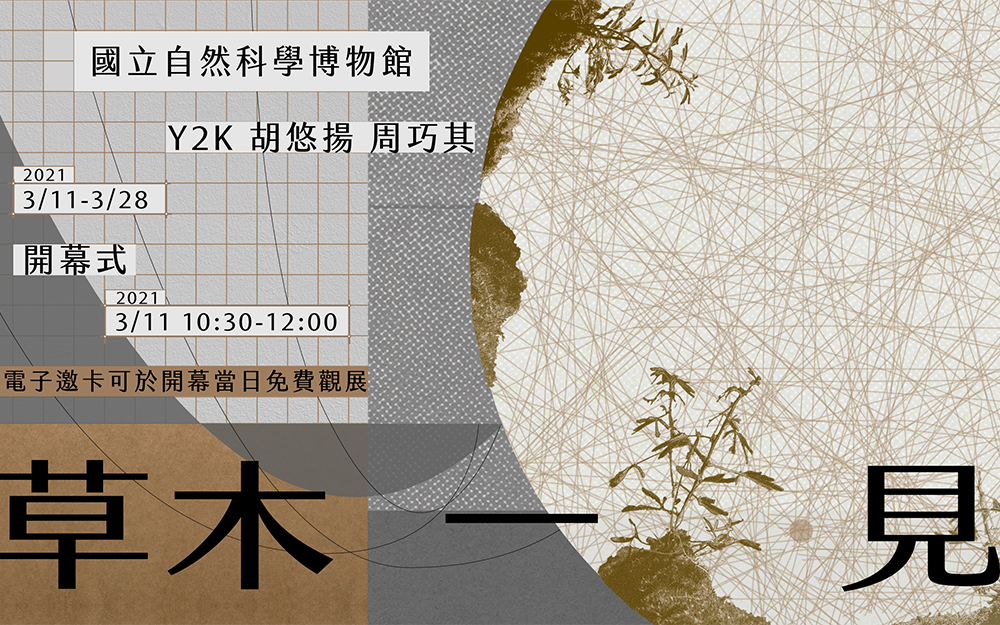 國立自然科學博物館
Y2K 胡悠揚 周巧其
2021
3/11-3/28
開幕式
2021
3/11 10:30-12:00
電子邀卡可於開幕當日免費觀展
草木一見